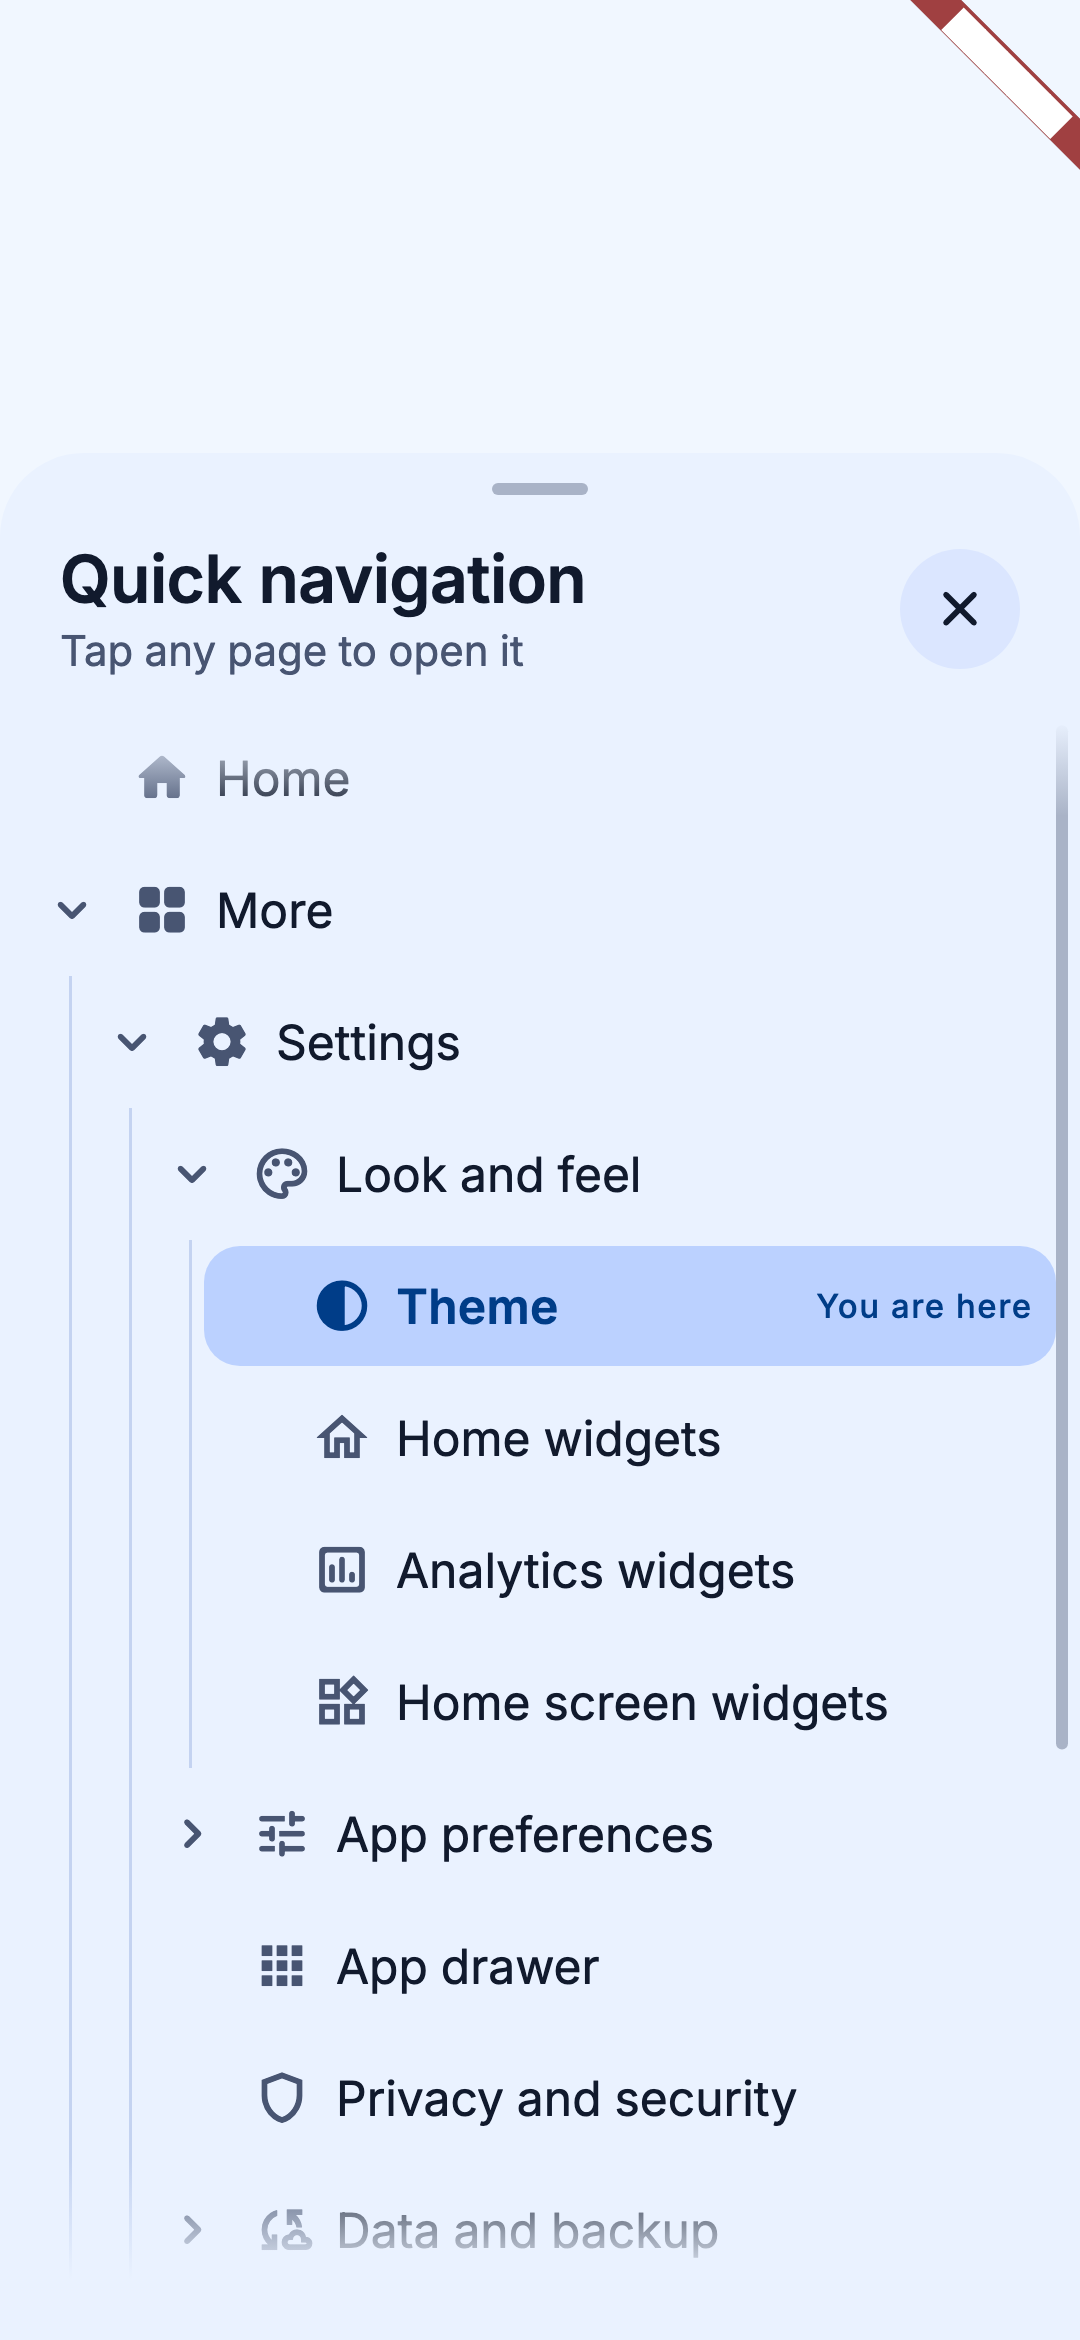 Quick navigation
Tap any page to open it
Home
More
Settings
Look and feel
Theme
You are here
Home widgets
Analytics widgets
Home screen widgets
App preferences
App drawer
Privacy and security
Data and backup